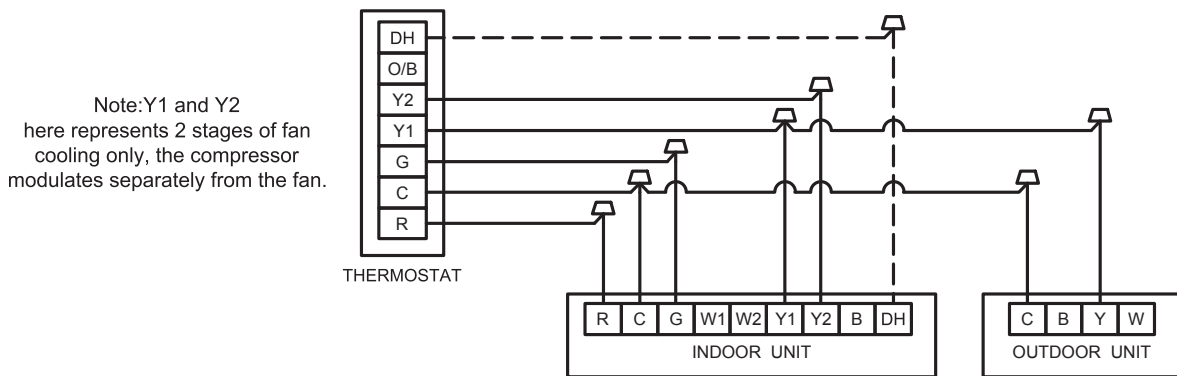 Note:Y1 and Y2
here represents 2 stages of fan
cooling only, the compressor
modulates separately from the fan.
DH
O/B
Y2
Y1
G
C
R
THERMOSTAT
R C G W1 W2 Y1 Y2 B DH
INDOOR UNIT
C B Y W
OUTDOOR UNIT